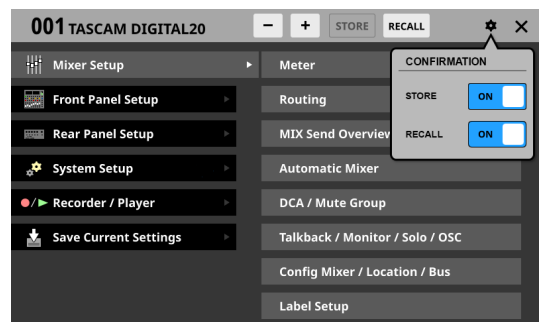 001 TASCAM DIGITAL20
− + STORE RECALL
CONFIRMATION
STORE ON
RECALL ON
Mixer Setup
Front Panel Setup
Rear Panel Setup
System Setup
Recorder / Player
Save Current Settings
Meter
Routing
MIX Send Overview
Automatic Mixer
DCA / Mute Group
Talkback / Monitor / Solo / OSC
Config Mixer / Location / Bus
Label Setup